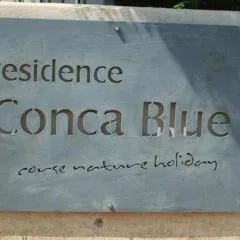 residence
Conca Blue
corse nature holiday